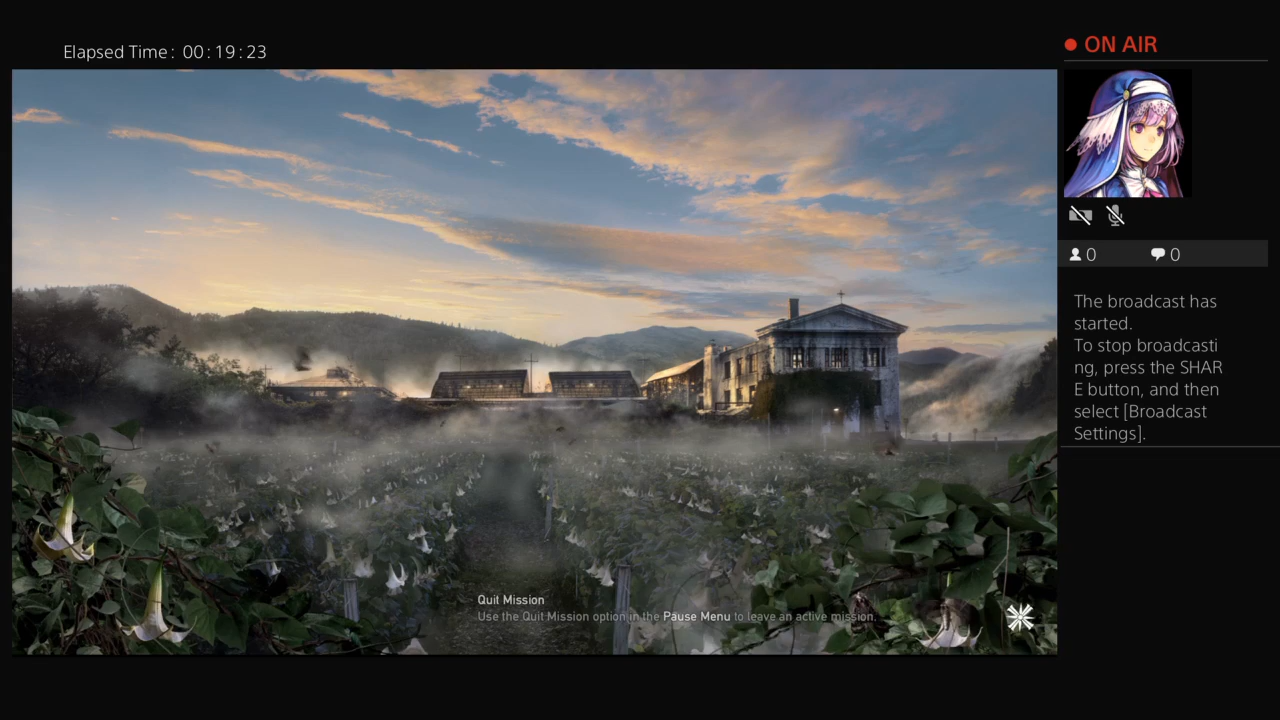 Elapsed Time: 00:19:23
ON AIR
0
0
The broadcast has
started.
To stop broadcasti
ng, press the SHAR
E button, and then
select [Broadcast
Settings].
Quit Mission
Use the Quit Mission option in the Pause Menu to leave an active mission.